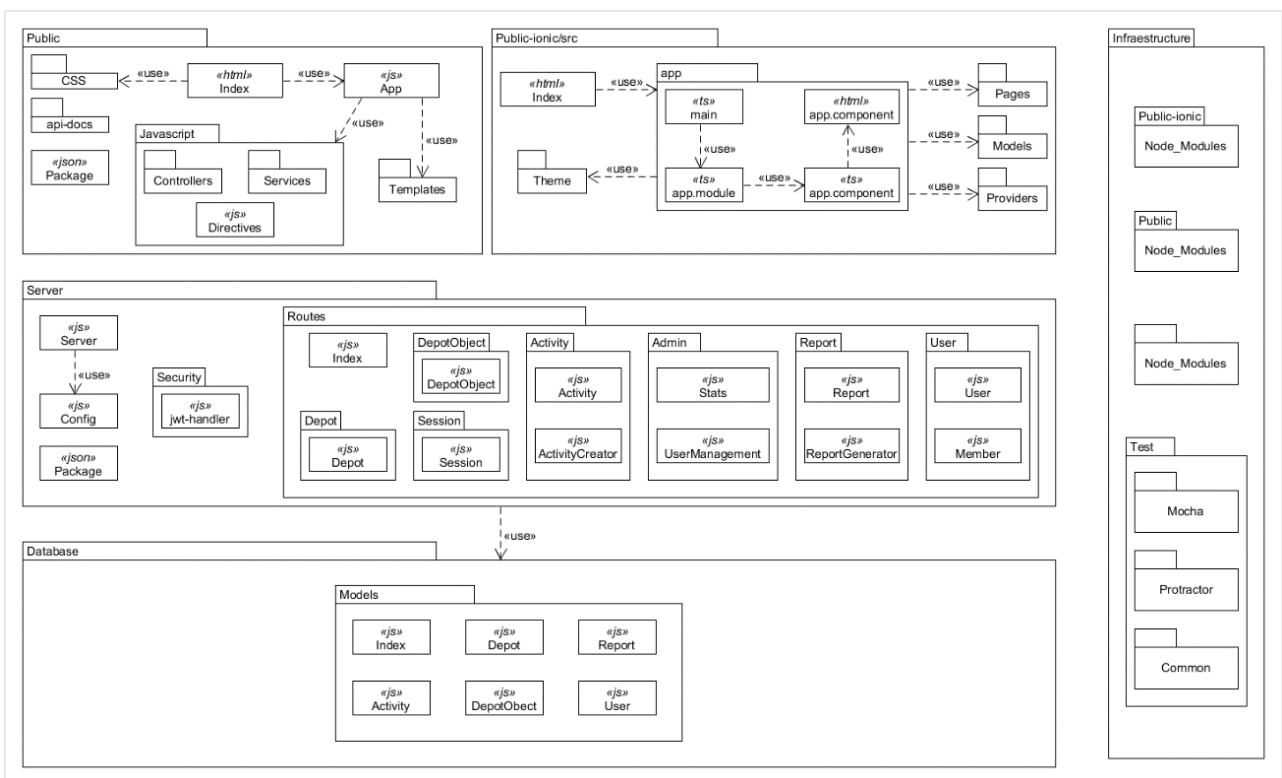 Public
CSS
«use»
«html»
Index
«use»
«js»
App
api-docs
«use»
Javascript
«use»
«json»
Package
Controllers
Services
Templates
«js»
Directives
Public-ionic/src
«html»
Index
«use»
app
«ts»
main
«html»
app.component
«use»
Pages
«use»
«use»
«use»
Models
Theme
«use»
«ts»
app.module
«use»
«ts»
app.component
«use»
Providers
Infraestructure
Public-ionic
Node_Modules
Public
Node_Modules
Node_Modules
Test
Mocha
Protractor
Common
Server
«js»
Server
«use»
«js»
Config
«json»
Package
Security
«js»
jwt-handler
Routes
«js»
Index
DepotObject
«js»
DepotObject
Depot
«js»
Depot
Session
«js»
Session
Activity
«js»
Activity
«js»
ActivityCreator
Admin
«js»
Stats
«js»
UserManagement
Report
«js»
Report
«js»
ReportGenerator
User
«js»
User
«js»
Member
«use»
Database
Models
«js»
Index
«js»
Depot
«js»
Report
«js»
Activity
«js»
DepotObect
«js»
User